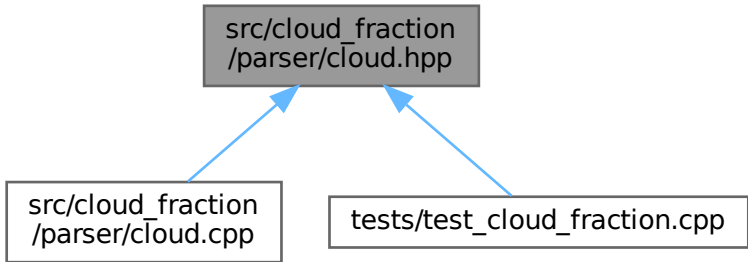 src/cloud_fraction
/parser/cloud.hpp
src/cloud_fraction
/parser/cloud.cpp
tests/test_cloud_fraction.cpp